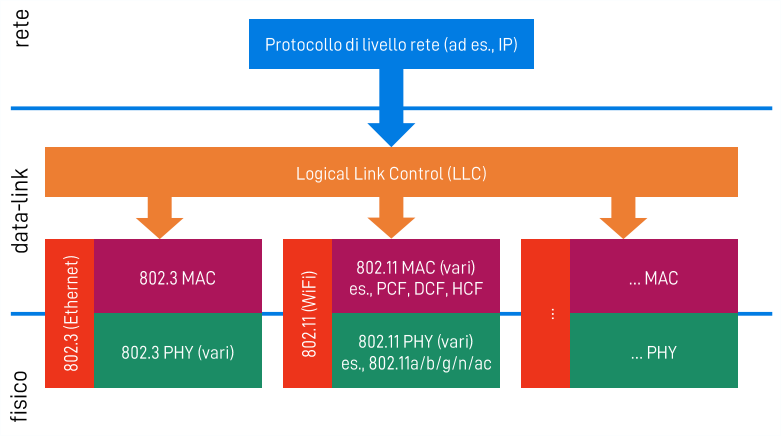 rete
Protocollo di livello rete (ad es., IP)
data-link
Logical Link Control (LLC)
802.3 (Ethernet)
802.3 MAC
802.3 PHY (vari)
802.11 (WiFi)
802.11 MAC (vari)
es., PCF, DCF, HCF
802.11 PHY (vari)
es., 802.11a/b/g/n/ac
...
... MAC
... PHY
fisico